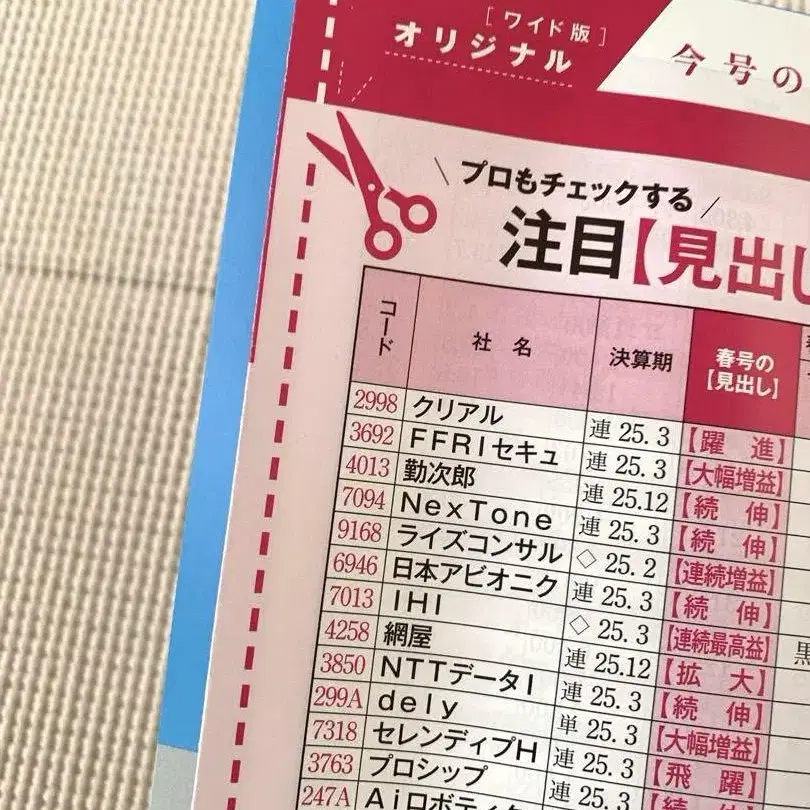 [ワイド版]
オリジナル
今号の
プロもチェックする
注目【見出し
コード 社名 決算期 春号の【見出し】
2998 クリアル 連 25.3 【躍進】
3692 FFRIセキュ 連 25.3 【大幅増益】
4013 勤次郎 連 25.12 【続伸】
7094 NexTone 連 25.3 【続伸】
9168 ライズコンサル ◇ 25.2 【連続増益】
6946 日本アビオニク 連 25.3 【続伸】
7013 IHI ◇ 25.3 【連続最高益】 黒
4258 網屋 連 25.12 【拡大】
3850 NTTデータI 連 25.3 【続伸】
299A dely 単 25.3 【大幅増益】
7318 セレンディプH 連 25.3 【飛躍】
3763 プロシップ 連 25.3 【続
247A Aiロボティク